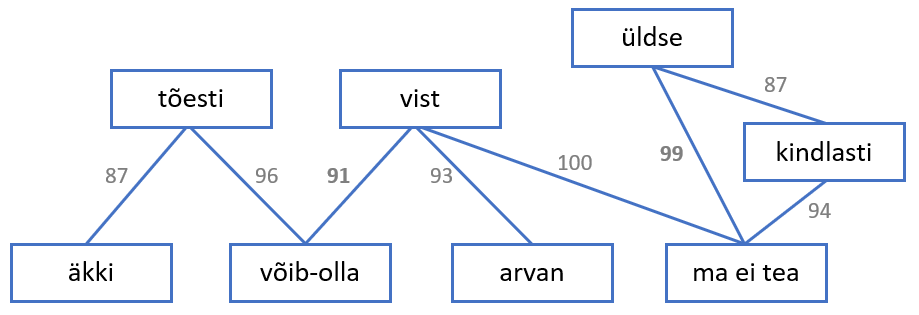 üldse
tõesti
vist
87
kindlasti
87
96
91
93
100
99
94
äkki
võib-olla
arvan
ma ei tea